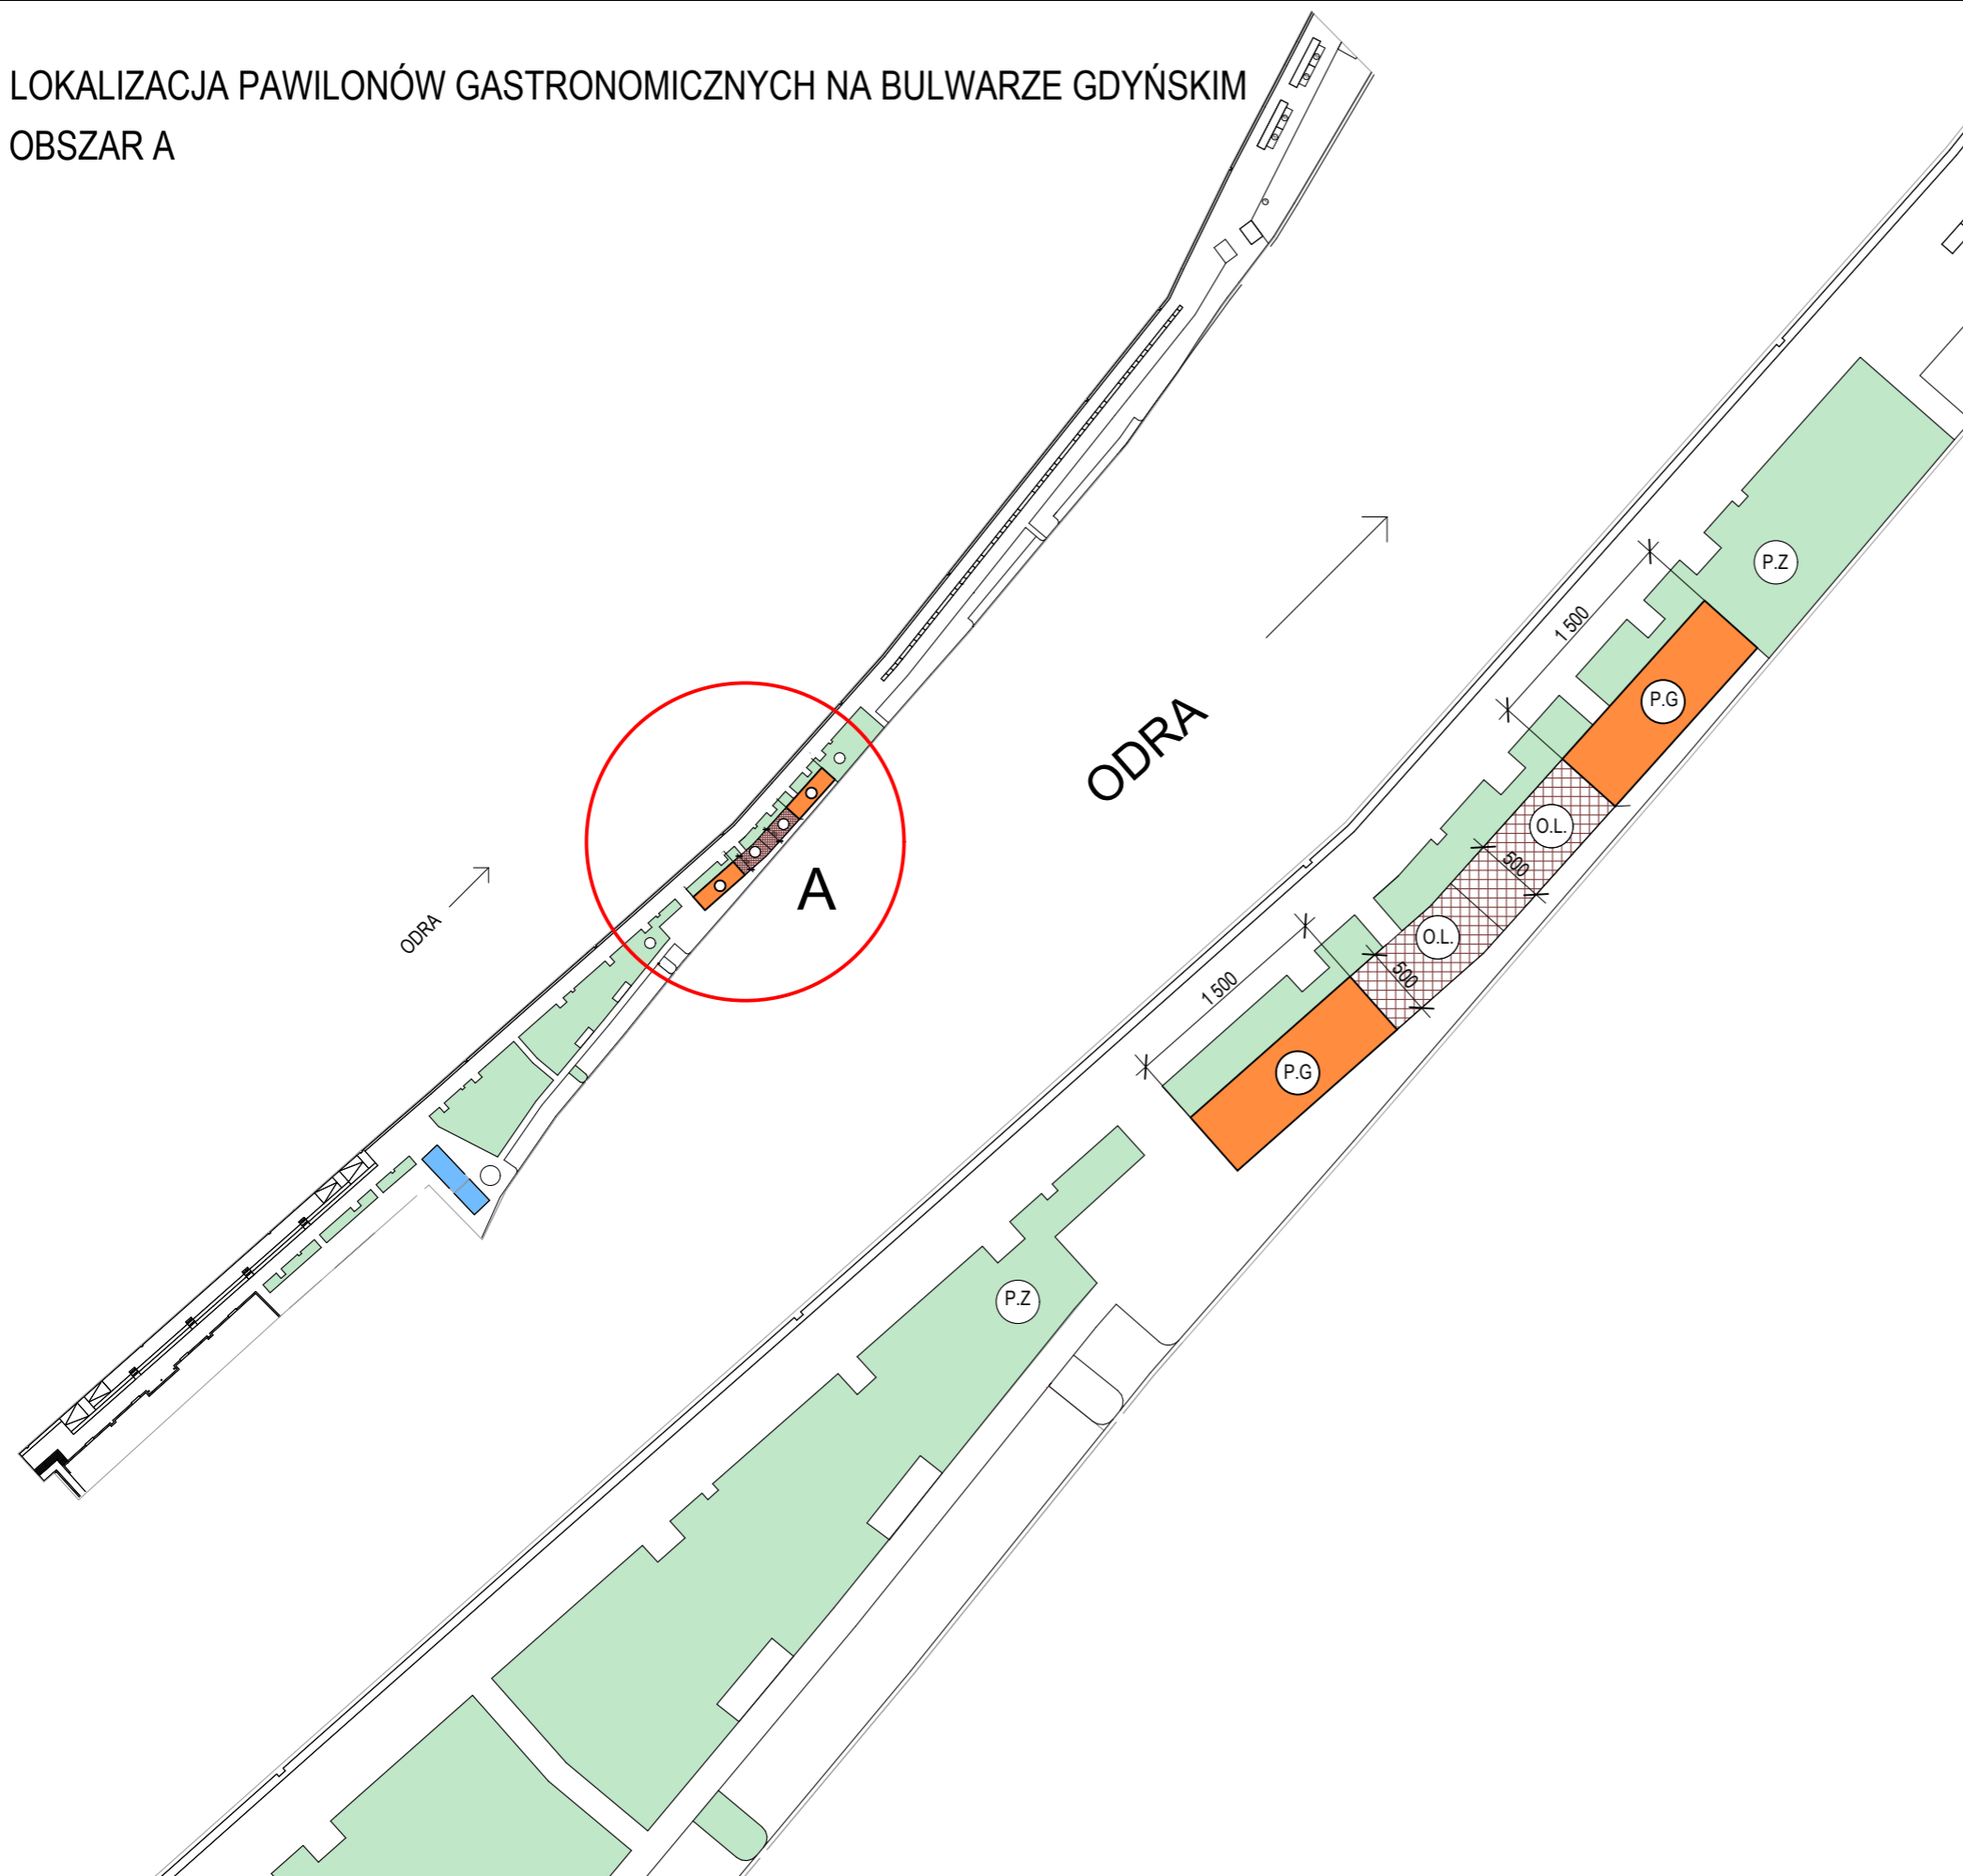 LOKALIZACJA PAWILONÓW GASTRONOMICZNYCH NA BULWARZE GDYŃSKIM
OBSZAR A
P.Z
1 500
P.G
ODRA
O.L.
500
A
O.L.
ODRA
500
1 500
P.G
P.Z